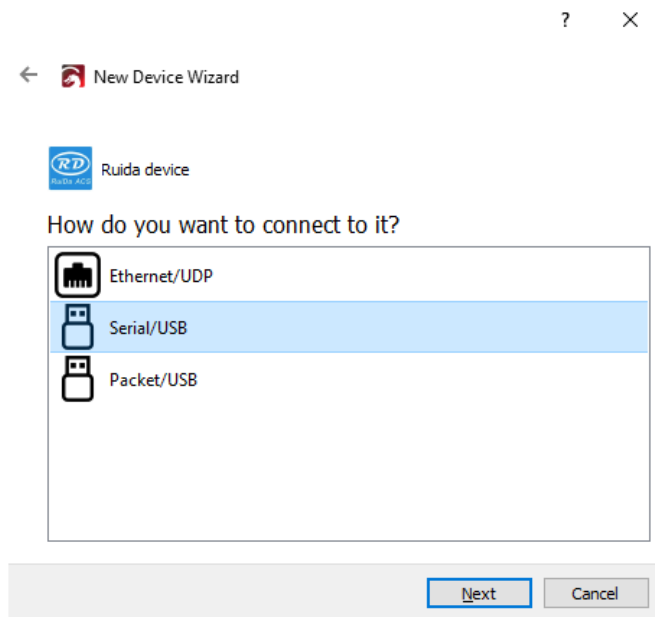 ?
New Device Wizard
RD
RuiDa ACS
Ruida device
How do you want to connect to it?
Ethernet/UDP
Serial/USB
Packet/USB
Next
Cancel